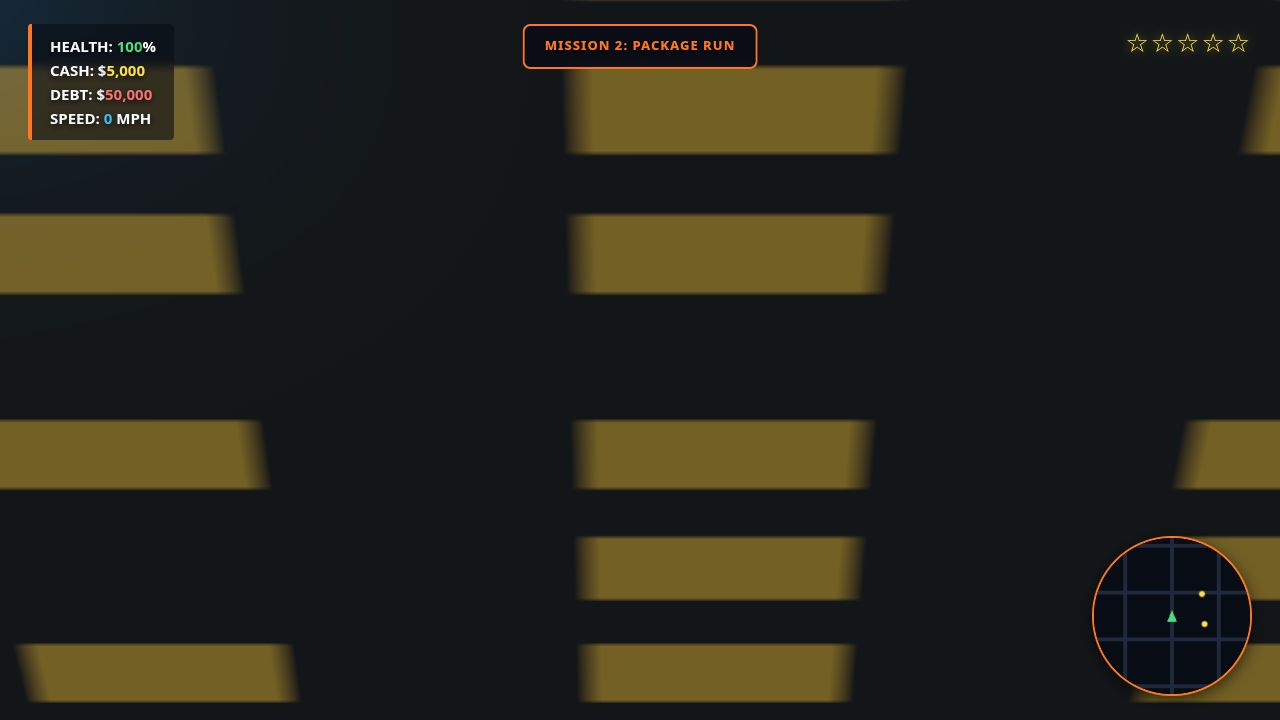 HEALTH: 100%
CASH: $5,000
DEBT: $50,000
SPEED: 0 MPH
MISSION 2: PACKAGE RUN
☆☆☆☆☆